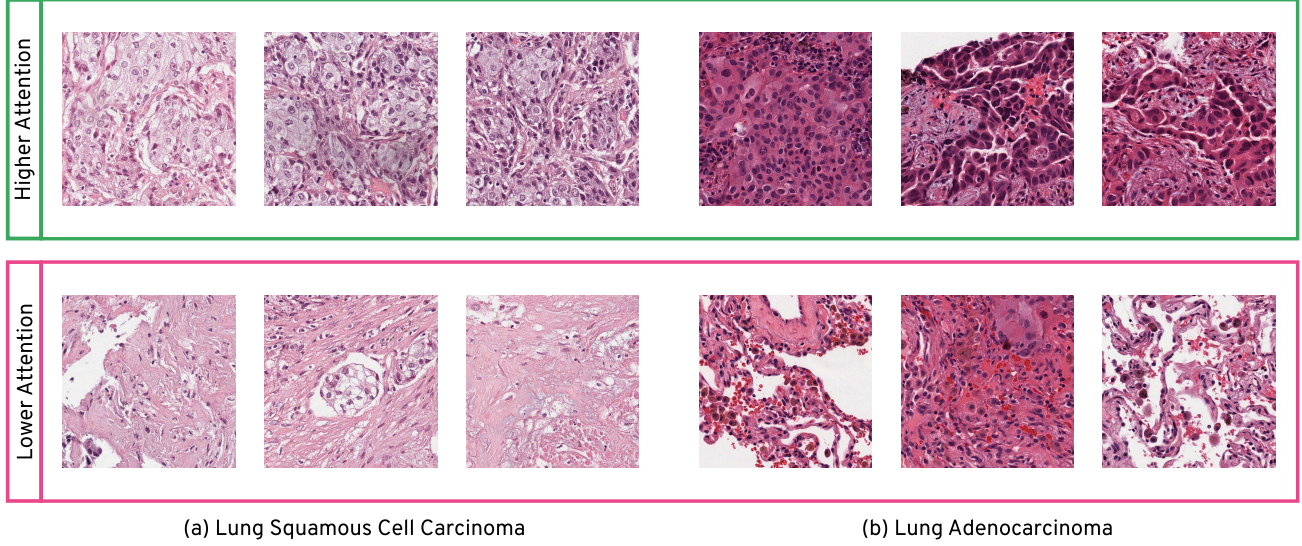 Higher Attention
Lower Attention
(a) Lung Squamous Cell Carcinoma
(b) Lung Adenocarcinoma